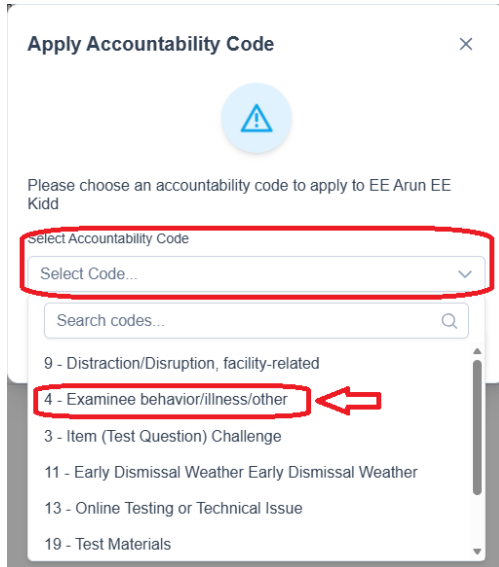 Apply Accountability Code
Please choose an accountability code to apply to EE Arun EE
Kidd
Select Accountability Code
Select Code...
Search codes...
9 - Distraction/Disruption, facility-related
4 - Examinee behavior/illness/other
3 - Item (Test Question) Challenge
11 - Early Dismissal Weather Early Dismissal Weather
13 - Online Testing or Technical Issue
19 - Test Materials